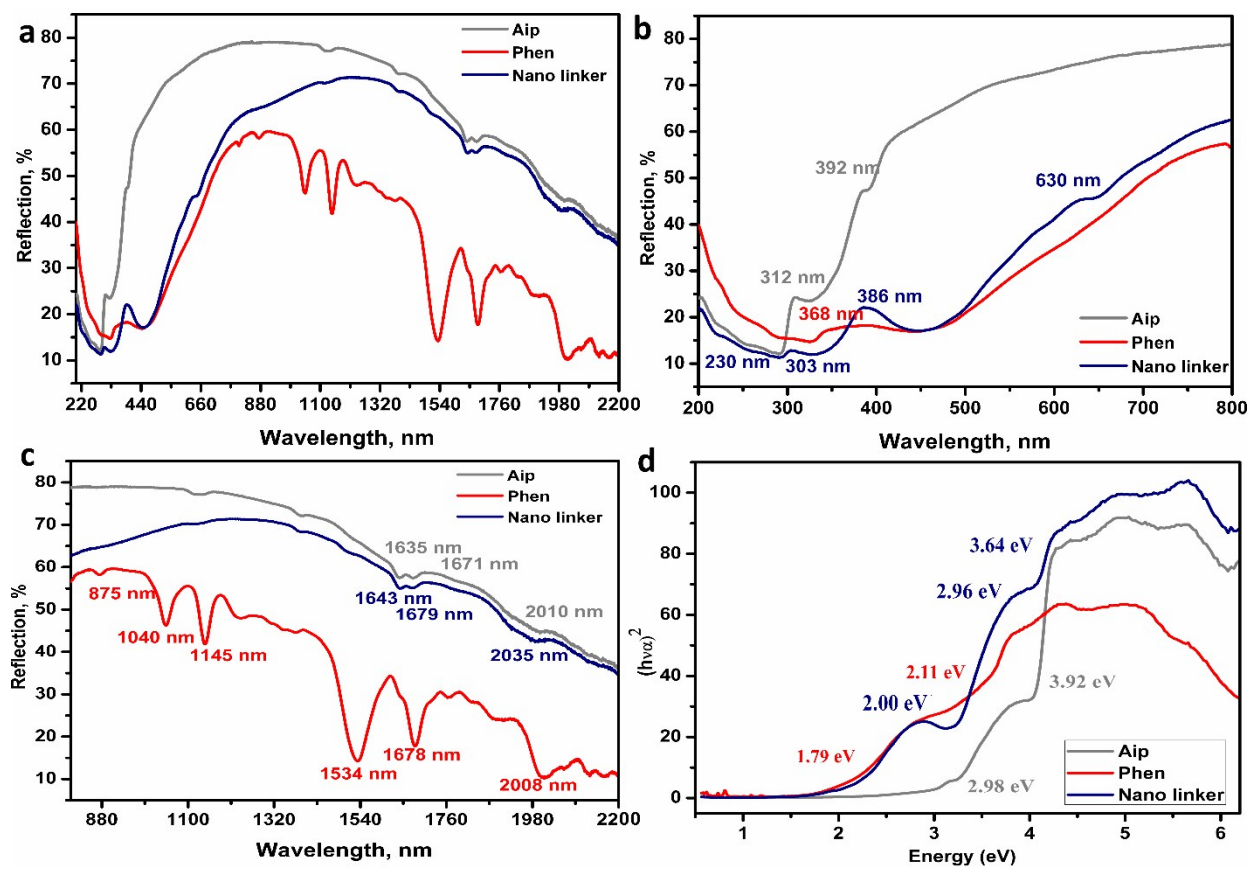 a
Aip
Phen
Nano linker
Reflection, %
80
70
60
50
40
30
20
10
220 440 660 880 1100 1320 1540 1760 1980 2200
Wavelength, nm
b
Reflection, %
80
70
60
50
40
30
20
10
392 nm
630 nm
312 nm
368 nm
386 nm
230 nm
303 nm
Aip
Phen
Nano linker
200 300 400 500 600 700 800
Wavelength, nm
c
Aip
Phen
Nano linker
Reflection, %
80
70
60
50
40
30
20
10
1635 nm
1671 nm
875 nm
1643 nm
1679 nm
2010 nm
1040 nm
1145 nm
2035 nm
1534 nm
1678 nm
2008 nm
880 1100 1320 1540 1760 1980 2200
Wavelength, nm
d
(hνα)²
100
80
60
40
20
0
3.64 eV
2.96 eV
2.11 eV
2.00 eV
3.92 eV
1.79 eV
2.98 eV
Aip
Phen
Nano linker
1 2 3 4 5 6
Energy (eV)